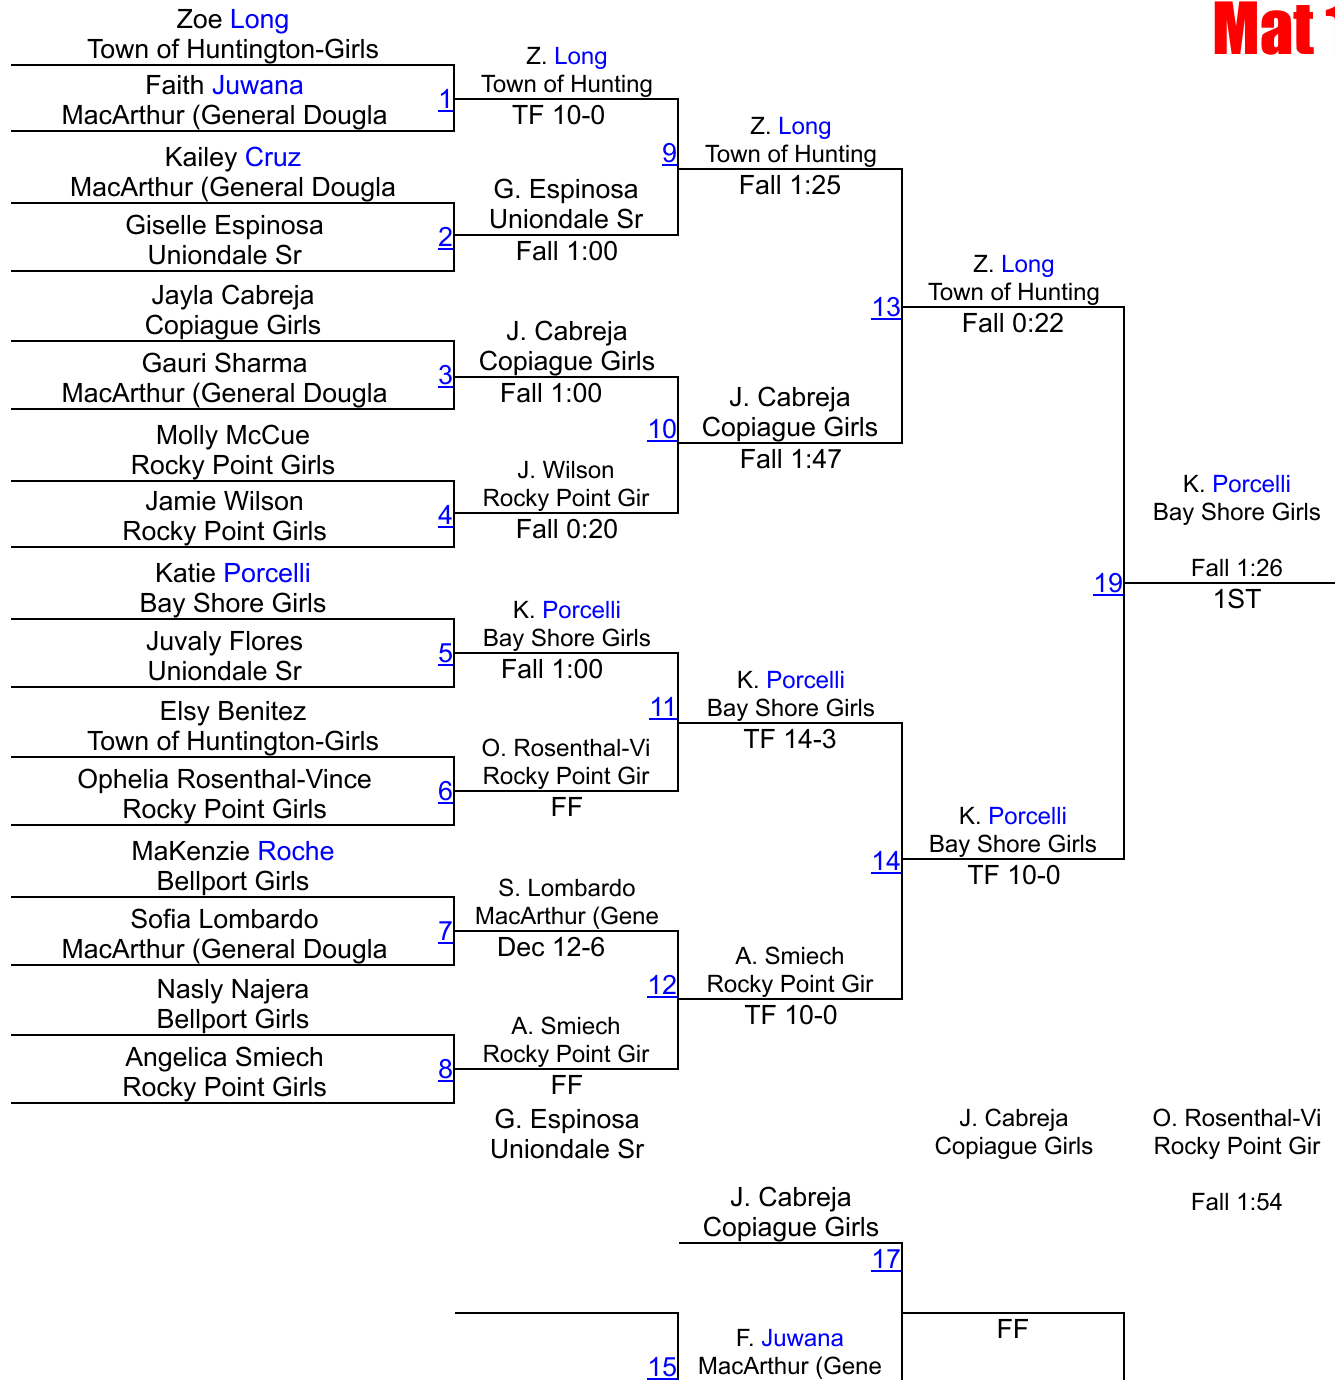 Mat
Zoe Long
Town of Huntington-Girls
Faith Juwana
MacArthur (General Dougla
1
Kailey Cruz
MacArthur (General Dougla
Giselle Espinosa
Uniondale Sr
2
Jayla Cabreja
Copiague Girls
Gauri Sharma
MacArthur (General Dougla
3
Molly McCue
Rocky Point Girls
Jamie Wilson
Rocky Point Girls
4
Katie Porcelli
Bay Shore Girls
Juvaly Flores
Uniondale Sr
5
Elsy Benitez
Town of Huntington-Girls
Ophelia Rosenthal-Vince
Rocky Point Girls
6
MaKenzie Roche
Bellport Girls
Sofia Lombardo
MacArthur (General Dougla
7
Nasly Najera
Bellport Girls
Angelica Smiech
Rocky Point Girls
8
Z. Long
Town of Hunting
TF 10-0
9
G. Espinosa
Uniondale Sr
Fall 1:00
J. Cabreja
Copiague Girls
Fall 1:00
10
J. Wilson
Rocky Point Gir
Fall 0:20
K. Porcelli
Bay Shore Girls
Fall 1:00
11
O. Rosenthal-Vi
Rocky Point Gir
FF
S. Lombardo
MacArthur (Gene
Dec 12-6
12
A. Smiech
Rocky Point Gir
FF
G. Espinosa
Uniondale Sr
15
Z. Long
Town of Hunting
Fall 1:25
13
J. Cabreja
Copiague Girls
Fall 1:47
K. Porcelli
Bay Shore Girls
TF 14-3
14
A. Smiech
Rocky Point Gir
TF 10-0
J. Cabreja
Copiague Girls
17
F. Juwana
MacArthur (Gene
Z. Long
Town of Hunting
Fall 0:22
19
K. Porcelli
Bay Shore Girls
TF 10-0
J. Cabreja
Copiague Girls
FF
K. Porcelli
Bay Shore Girls
Fall 1:26
1ST
O. Rosenthal-Vi
Rocky Point Gir
Fall 1:54